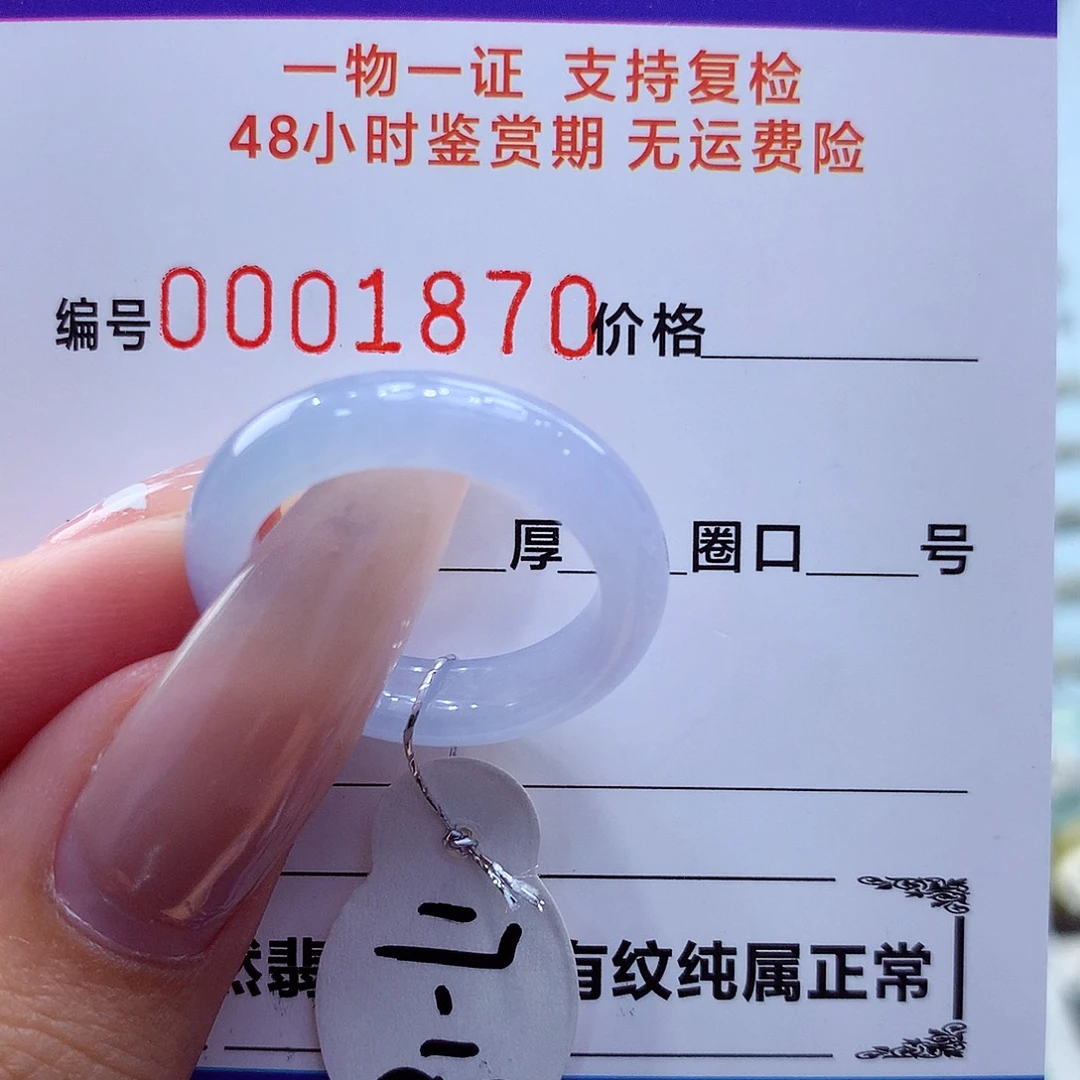 一物一证 支持复检
48小时鉴赏期 无运费险
编号0001870价格
厚 圈口 号
然翡 有纹纯属正常